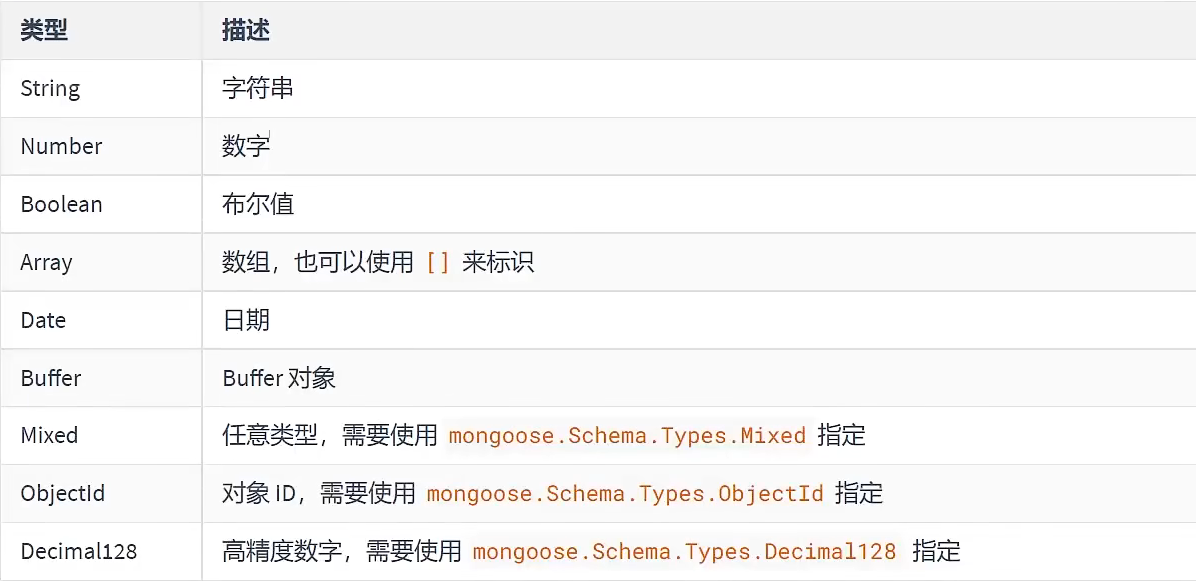 类型 描述
String 字符串
Number 数字
Boolean 布尔值
Array 数组，也可以使用 [] 来标识
Date 日期
Buffer Buffer 对象
Mixed 任意类型，需要使用 mongoose.Schema.Types.Mixed 指定
ObjectId 对象 ID，需要使用 mongoose.Schema.Types.ObjectId 指定
Decimal128 高精度数字，需要使用 mongoose.Schema.Types.Decimal128 指定